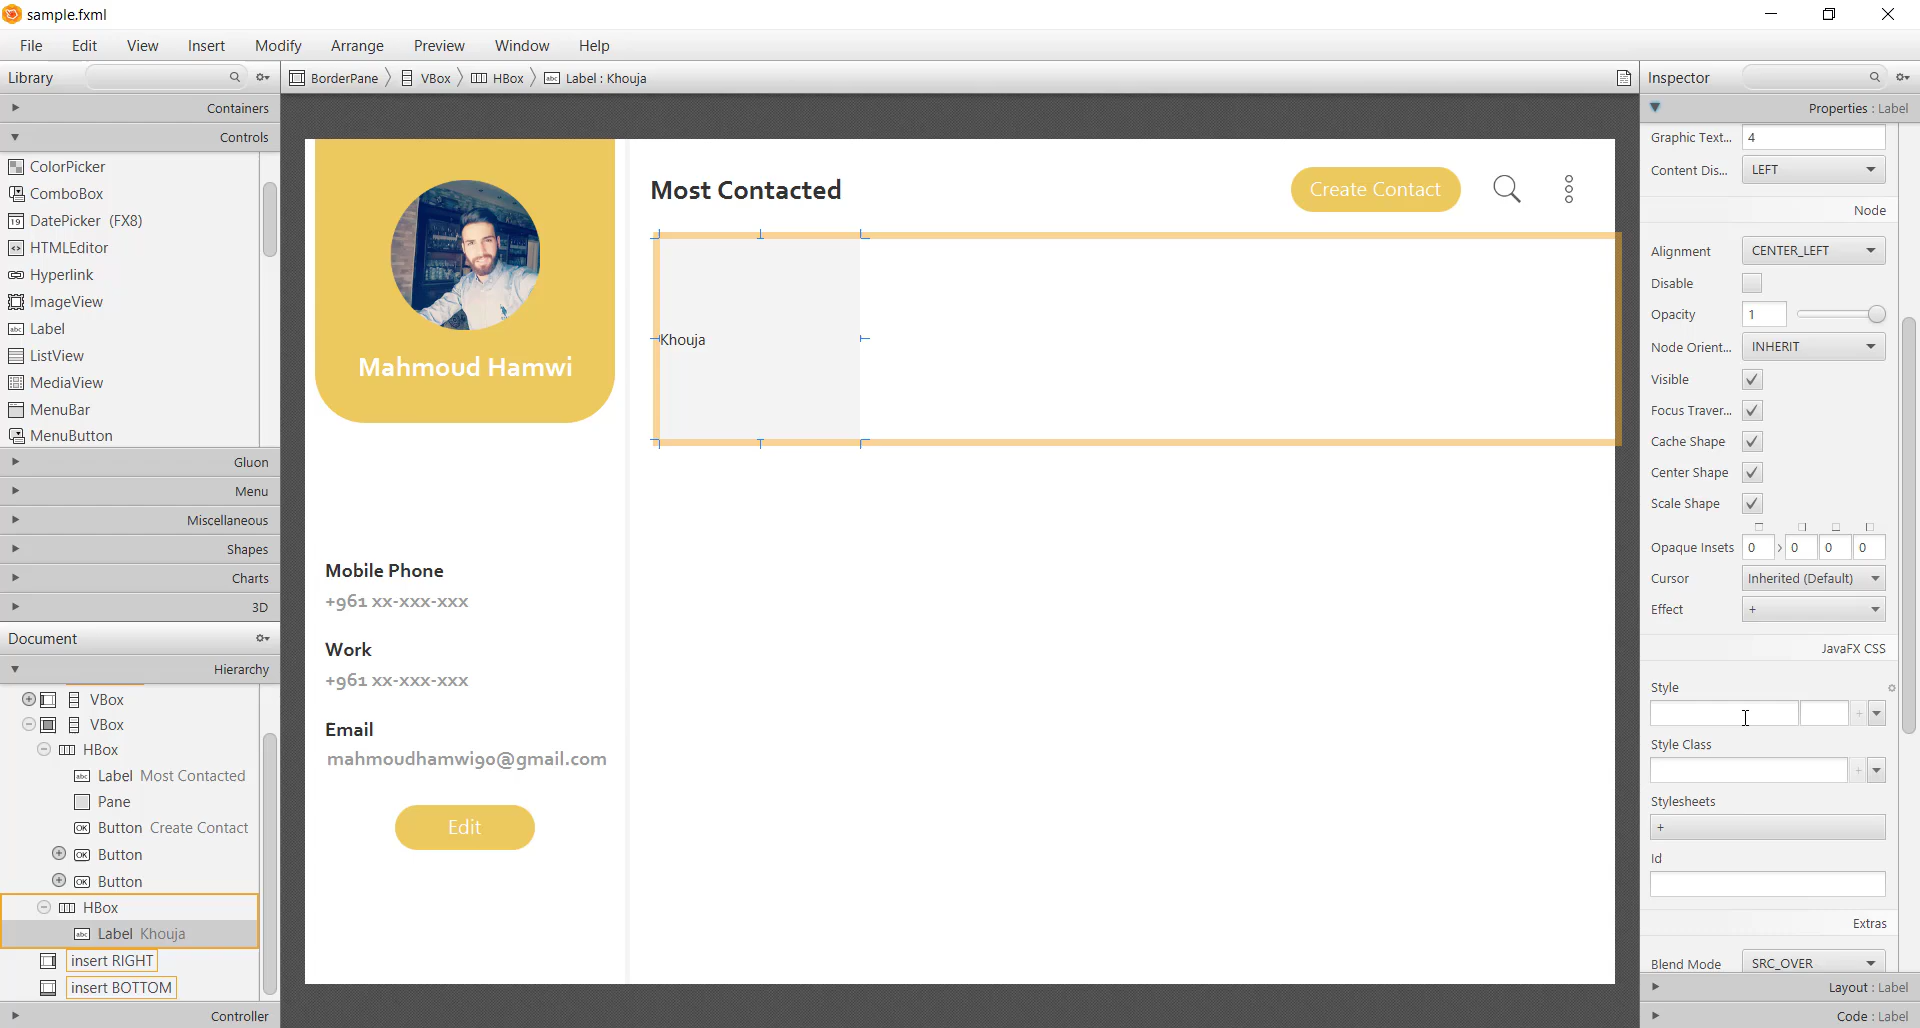 sample.fxml
File Edit View Insert Modify Arrange Preview Window Help
Library
BorderPane VBox HBox Label : Khouja
Inspector
Containers
Controls
ColorPicker
ComboBox
DatePicker (FX8)
HTMLEditor
Hyperlink
ImageView
Label
ListView
MediaView
MenuBar
MenuButton
Gluon
Menu
Miscellaneous
Shapes
Charts
3D
Document
Hierarchy
VBox
VBox
HBox
Label Most Contacted
Pane
Button Create Contact
Button
Button
HBox
Label Khouja
insert RIGHT
insert BOTTOM
Controller
Mahmoud Hamwi
Mobile Phone
+961 xx-xxx-xxx
Work
+961 xx-xxx-xxx
Email
mahmoudhamwi90@gmail.com
Edit
Most Contacted
Create Contact
Khouja
Properties : Label
Graphic Text... 4
Content Dis... LEFT
Node
Alignment CENTER_LEFT
Disable
Opacity 1
Node Orient... INHERIT
Visible
Focus Traver...
Cache Shape
Center Shape
Scale Shape
Opaque Insets 0 0 0 0
Cursor Inherited (Default)
Effect +
JavaFX CSS
Style
+
Style Class
+
Stylesheets
+
Id
Extras
Blend Mode SRC_OVER
Layout : Label
Code : Label